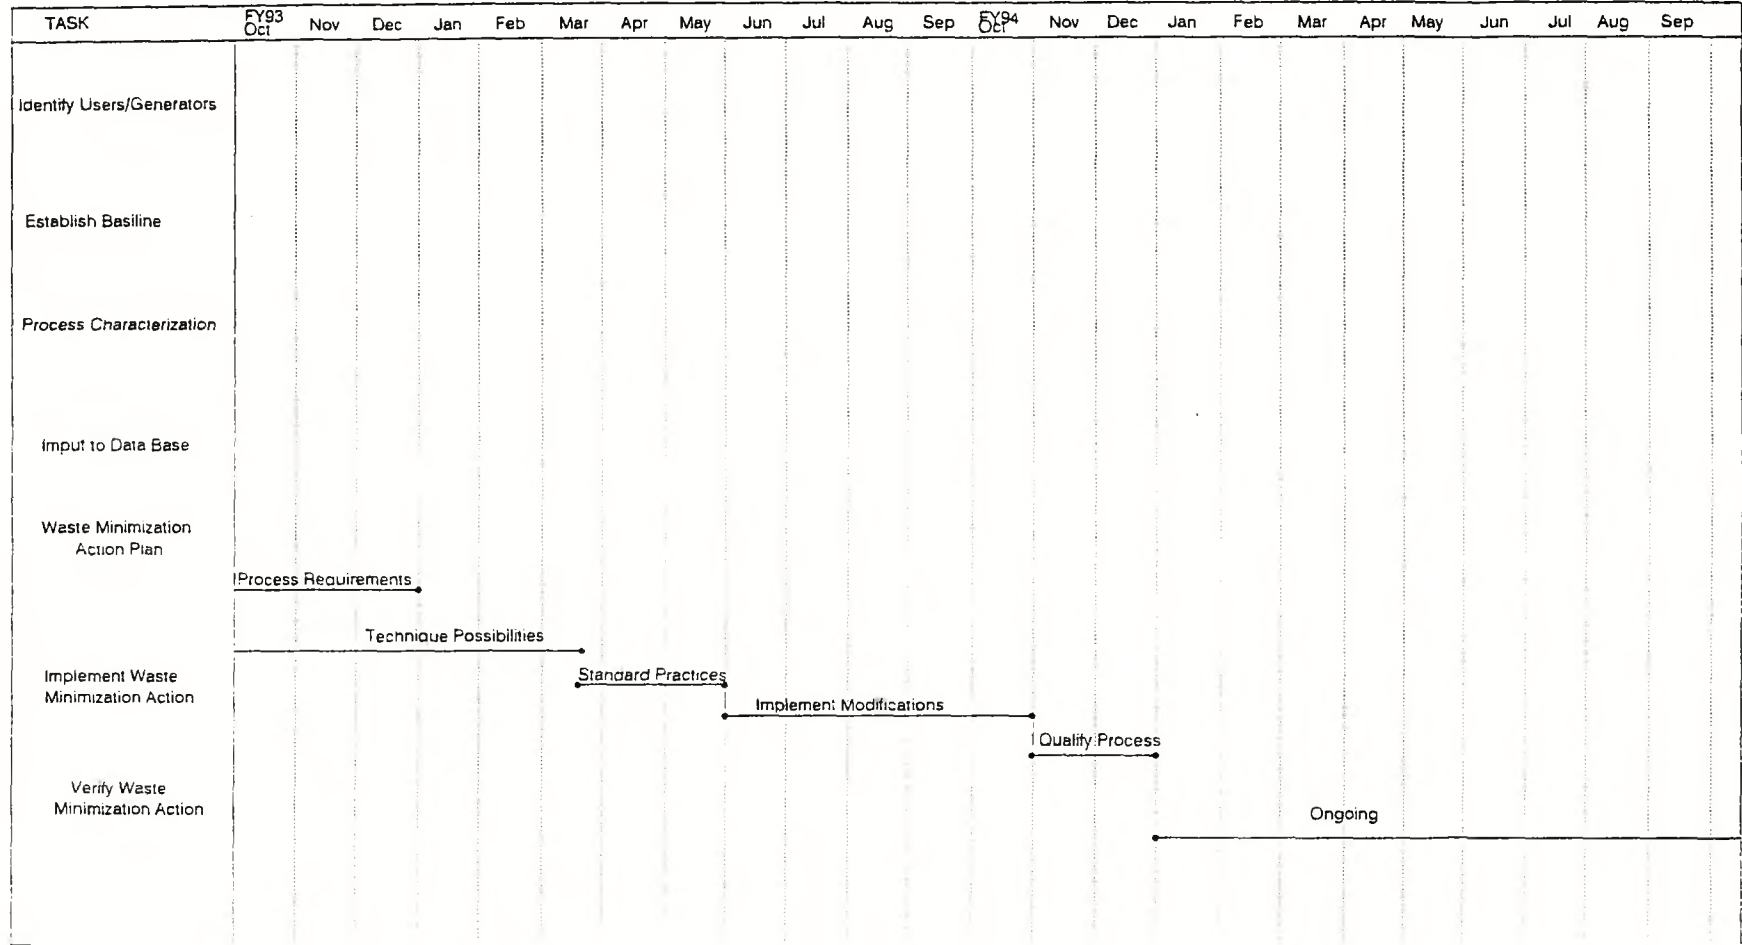 TASK FY93 Oct Nov Dec Jan Feb Mar Apr May Jun Jul Aug Sep FY94 Oct Nov Dec Jan Feb Mar Apr May Jun Jul Aug Sep
Identify Users/Generators
Establish Basiline
Process Characterization
Imput to Data Base
Waste Minimization
Action Plan
Process Requirements
Technique Possibilities
Implement Waste
Minimization Action
Standard Practices
Implement Modifications
Qualify Process
Verify Waste
Minimization Action
Ongoing